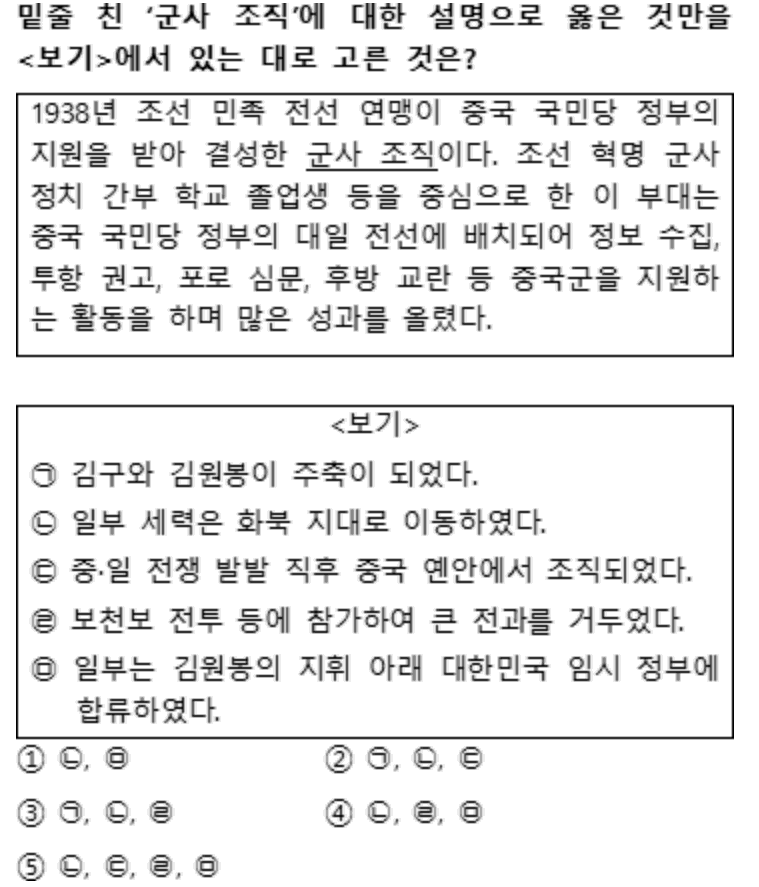 밑줄 친 ‘군사 조직’에 대한 설명으로 옳은 것만을
<보기>에서 있는 대로 고른 것은?
1938년 조선 민족 전선 연맹이 중국 국민당 정부의
지원을 받아 결성한 군사 조직이다. 조선 혁명 군사
정치 간부 학교 졸업생 등을 중심으로 한 이 부대는
중국 국민당 정부의 대일 전선에 배치되어 정보 수집,
투항 권고, 포로 심문, 후방 교란 등 중국군을 지원하
는 활동을 하며 많은 성과를 올렸다.
<보기>
㉠ 김구와 김원봉이 주축이 되었다.
㉡ 일부 세력은 화북 지대로 이동하였다.
㉢ 중·일 전쟁 발발 직후 중국 옌안에서 조직되었다.
㉣ 보천보 전투 등에 참가하여 큰 전과를 거두었다.
㉤ 일부는 김원봉의 지휘 아래 대한민국 임시 정부에
합류하였다.
① ㉡, ㉤ ② ㉠, ㉡, ㉢
③ ㉠, ㉡, ㉣ ④ ㉡, ㉣, ㉤
⑤ ㉡, ㉢, ㉣, ㉤